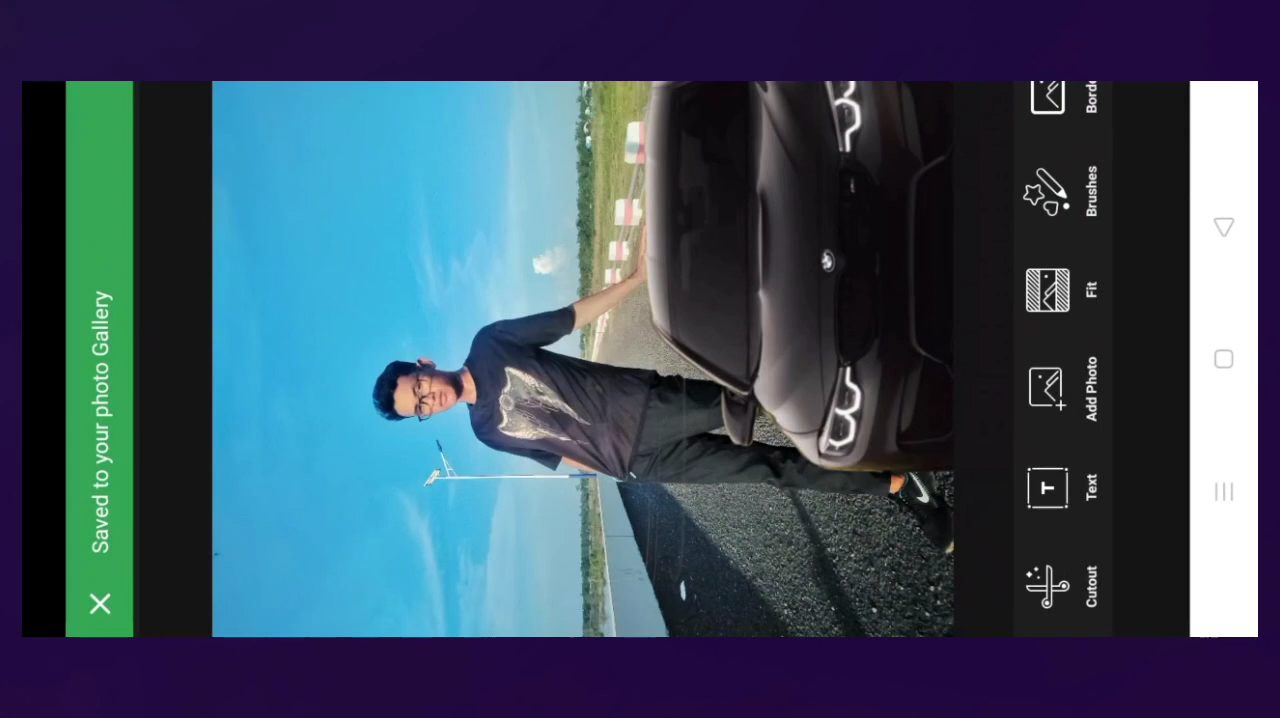 Saved to your photo Gallery
Cutout
Text
Add Photo
Fit
Brushes